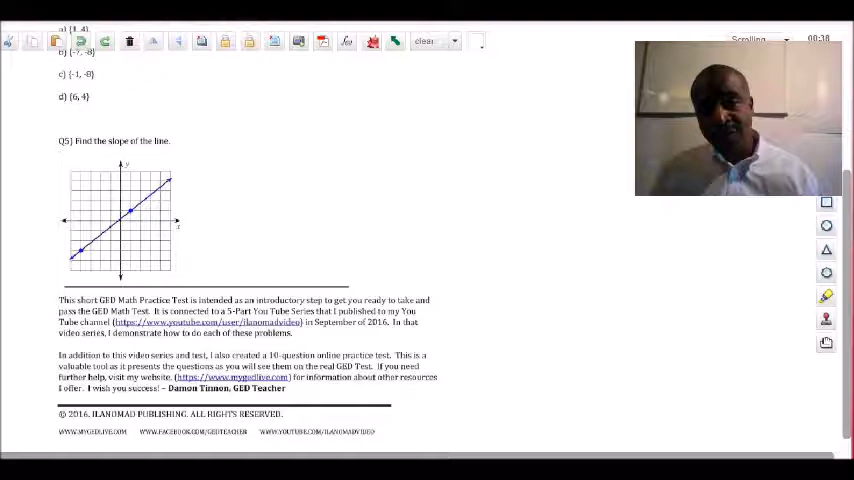 a) {1, 4}
clear
Scrolling
00:38
b) {-7, -8}
c) {-1, -8}
d) {6, 4}
Q5) Find the slope of the line.
y
x
This short GED Math Practice Test is intended as an introductory step to get you ready to take and
pass the GED Math Test. It is connected to a 5-Part You Tube Series that I published to my You
Tube channel (https://www.youtube.com/user/ilanomadvideo) in September of 2016. In that
video series, I demonstrate how to do each of these problems.
In addition to this video series and test, I also created a 10-question online practice test. This is a
valuable tool as it presents the questions as you will see them on the real GED Test. If you need
further help, visit my website, (https://www.mygedlive.com) for information about other resources
I offer. I wish you success! – Damon Tinnon, GED Teacher
© 2016. ILANOMAD PUBLISHING. ALL RIGHTS RESERVED.
WWW.MYGEDLIVE.COM WWW.FACEBOOK.COM/GEDTEACHER WWW.YOUTUBE.COM/ILANOMADVIDEO